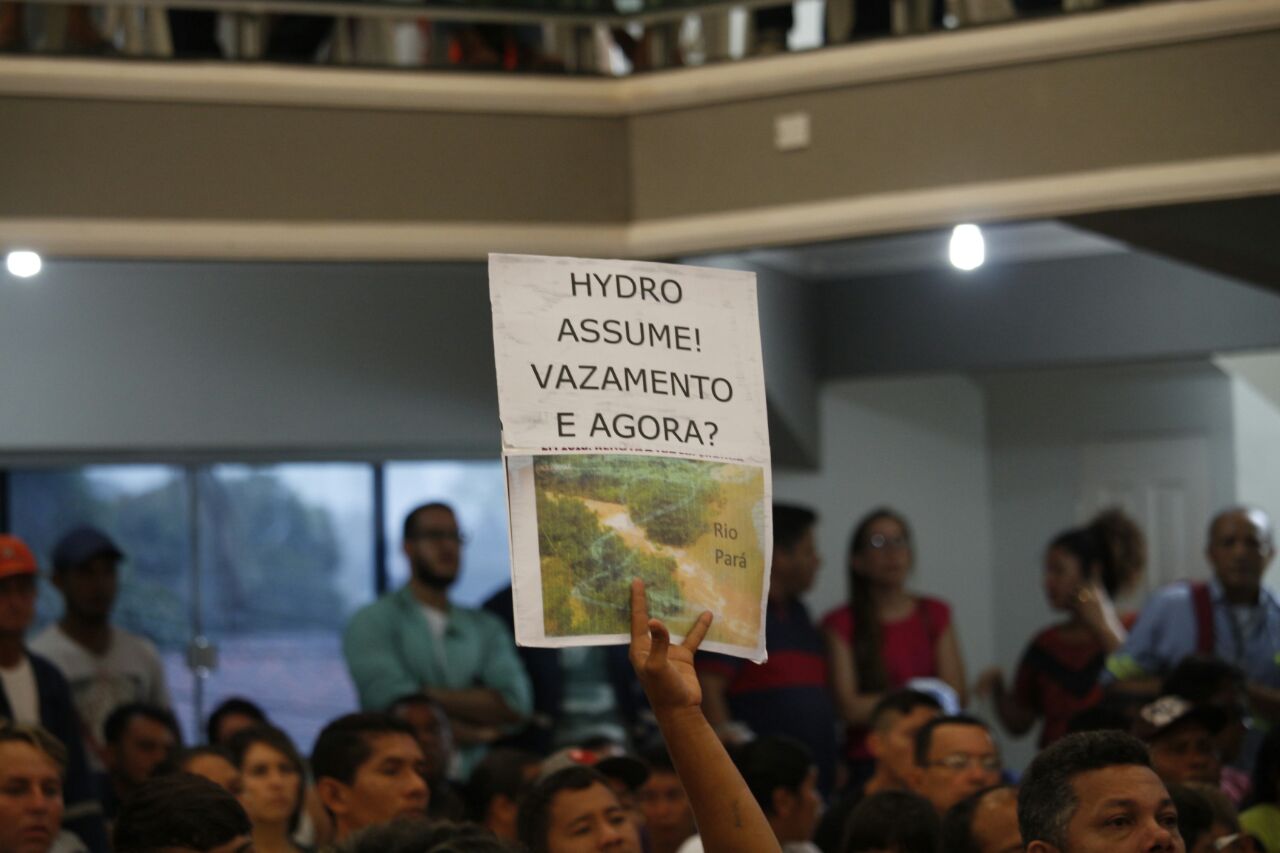 HYDRO
ASSUME!
VAZAMENTO
E AGORA?
Rio
Pará